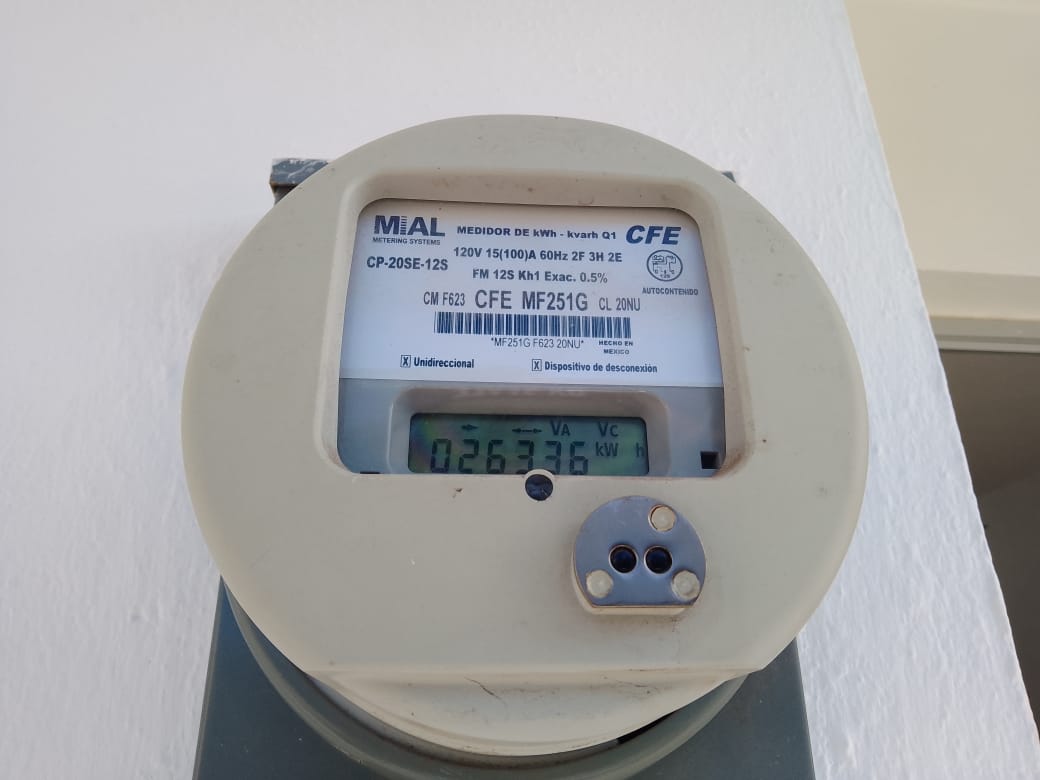 MIAL
METERING SYSTEMS
MEDIDOR DE kWh - kvarh Q1
CFE
120V 15(100)A 60Hz 2F 3H 2E
CP-20SE-12S
FM 12S Kh1 Exac. 0.5%
AUTOCONTENIDO
CM F623 CFE MF251G CL 20NU
*MF251G F623 20NU*
HECHO EN
MEXICO
X Unidireccional
X Dispositivo de desconexión
VA VC
026336 kW h